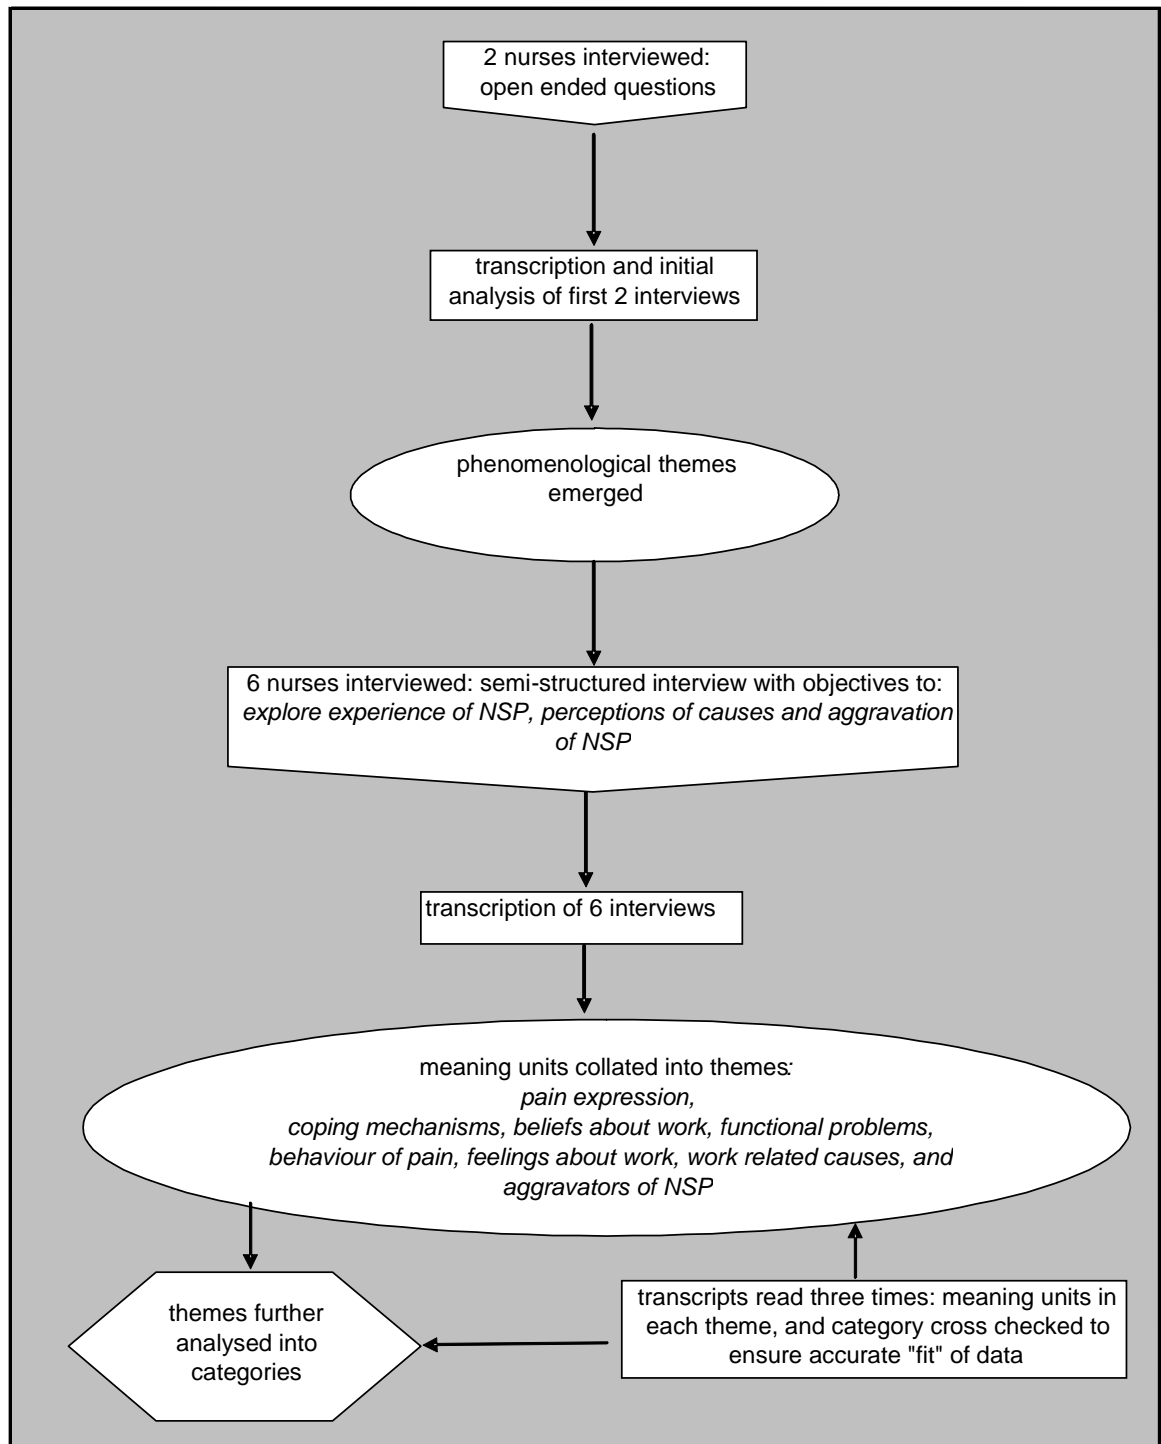 2 nurses interviewed:
open ended questions
transcription and initial
analysis of first 2 interviews
phenomenological themes
emerged
6 nurses interviewed: semi-structured interview with objectives to:
explore experience of NSP, perceptions of causes and aggravation
of NSP
transcription of 6 interviews
meaning units collated into themes:
pain expression,
coping mechanisms, beliefs about work, functional problems,
behaviour of pain, feelings about work, work related causes, and
aggravators of NSP
themes further
analysed into
categories
transcripts read three times: meaning units in
each theme, and category cross checked to
ensure accurate "fit" of data